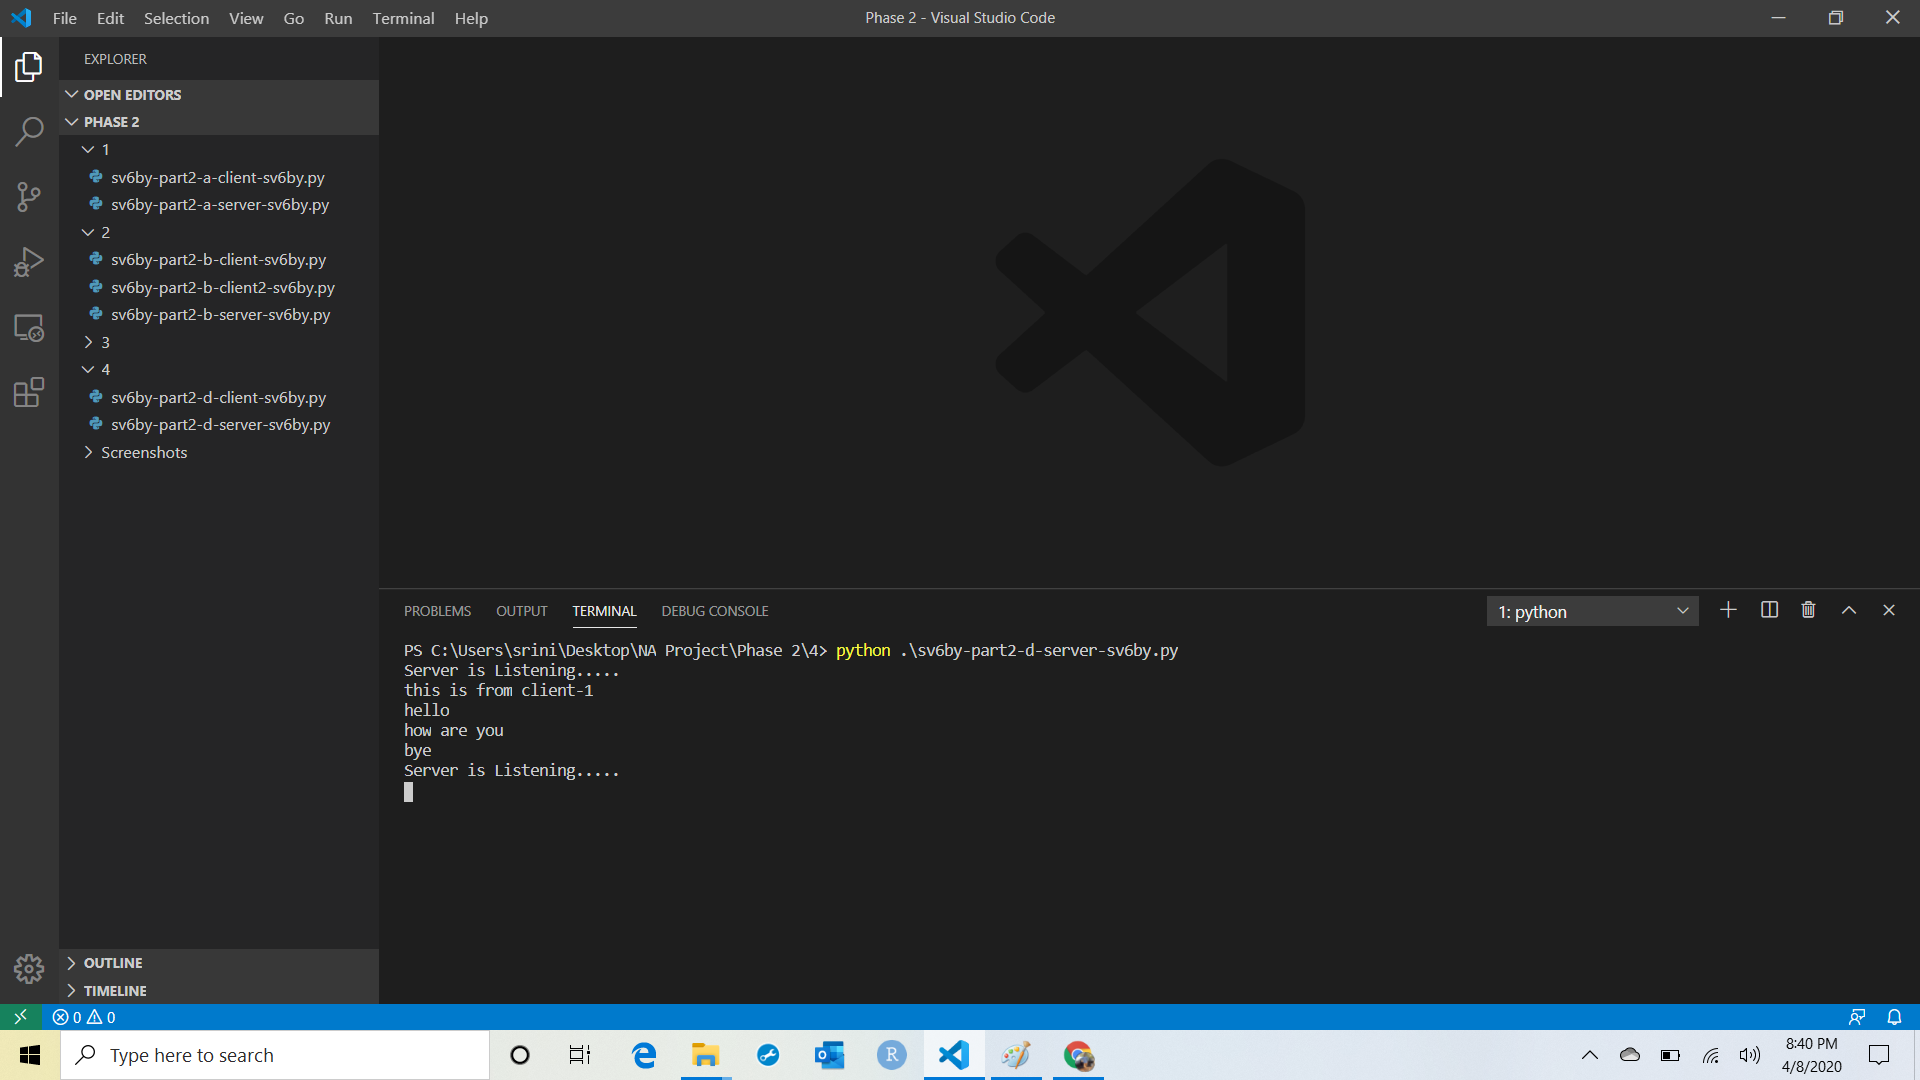 File Edit Selection View Go Run Terminal Help
Phase 2 - Visual Studio Code
EXPLORER
OPEN EDITORS
PHASE 2
1
sv6by-part2-a-client-sv6by.py
sv6by-part2-a-server-sv6by.py
2
sv6by-part2-b-client-sv6by.py
sv6by-part2-b-client2-sv6by.py
sv6by-part2-b-server-sv6by.py
3
4
sv6by-part2-d-client-sv6by.py
sv6by-part2-d-server-sv6by.py
Screenshots
OUTLINE
TIMELINE
PROBLEMS OUTPUT TERMINAL DEBUG CONSOLE
1: python
PS C:\Users\srini\Desktop\NA Project\Phase 2\4> python .\sv6by-part2-d-server-sv6by.py
Server is Listening.....
this is from client-1
hello
how are you
bye
Server is Listening.....
0 0
Type here to search
R
8:40 PM
4/8/2020